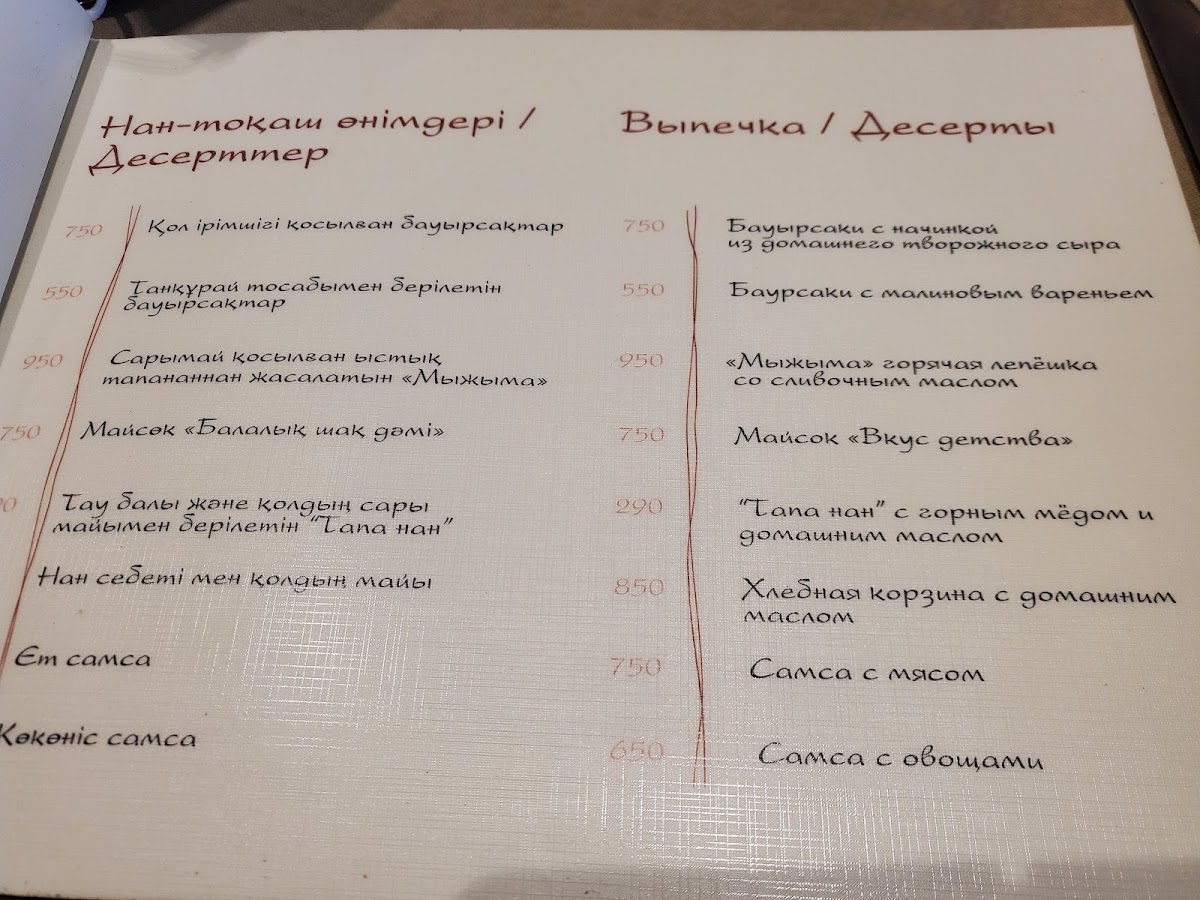 Нан-тоқаш өнімдері /
Десерттер
750 Қол ірімшігі қосылған бауырсақтар
550 Таңқұрай тосабымен берілетін
бауырсақтар
950 Сарымай қосылған ыстық
тапананнан жасалатын «Мыжыма»
750 Майсөк «Балалық шақ дәмі»
Тау балы және қолдың сары
майымен берілетін "Тапа нан"
Нан себеті мен қолдың майы
Ет самса
Көкөніс самса
Выпечка / Десерты
750 Бауырсаки с начинкой
из домашнего творожного сыра
550 Баурсаки с малиновым вареньем
950 «Мыжыма» горячая лепёшка
со сливочным маслом
750 Майсок «Вкус детства»
290 "Тапа нан" с горным мёдом и
домашним маслом
850 Хлебная корзина с домашним
маслом
750 Самса с мясом
650 Самса с овощами